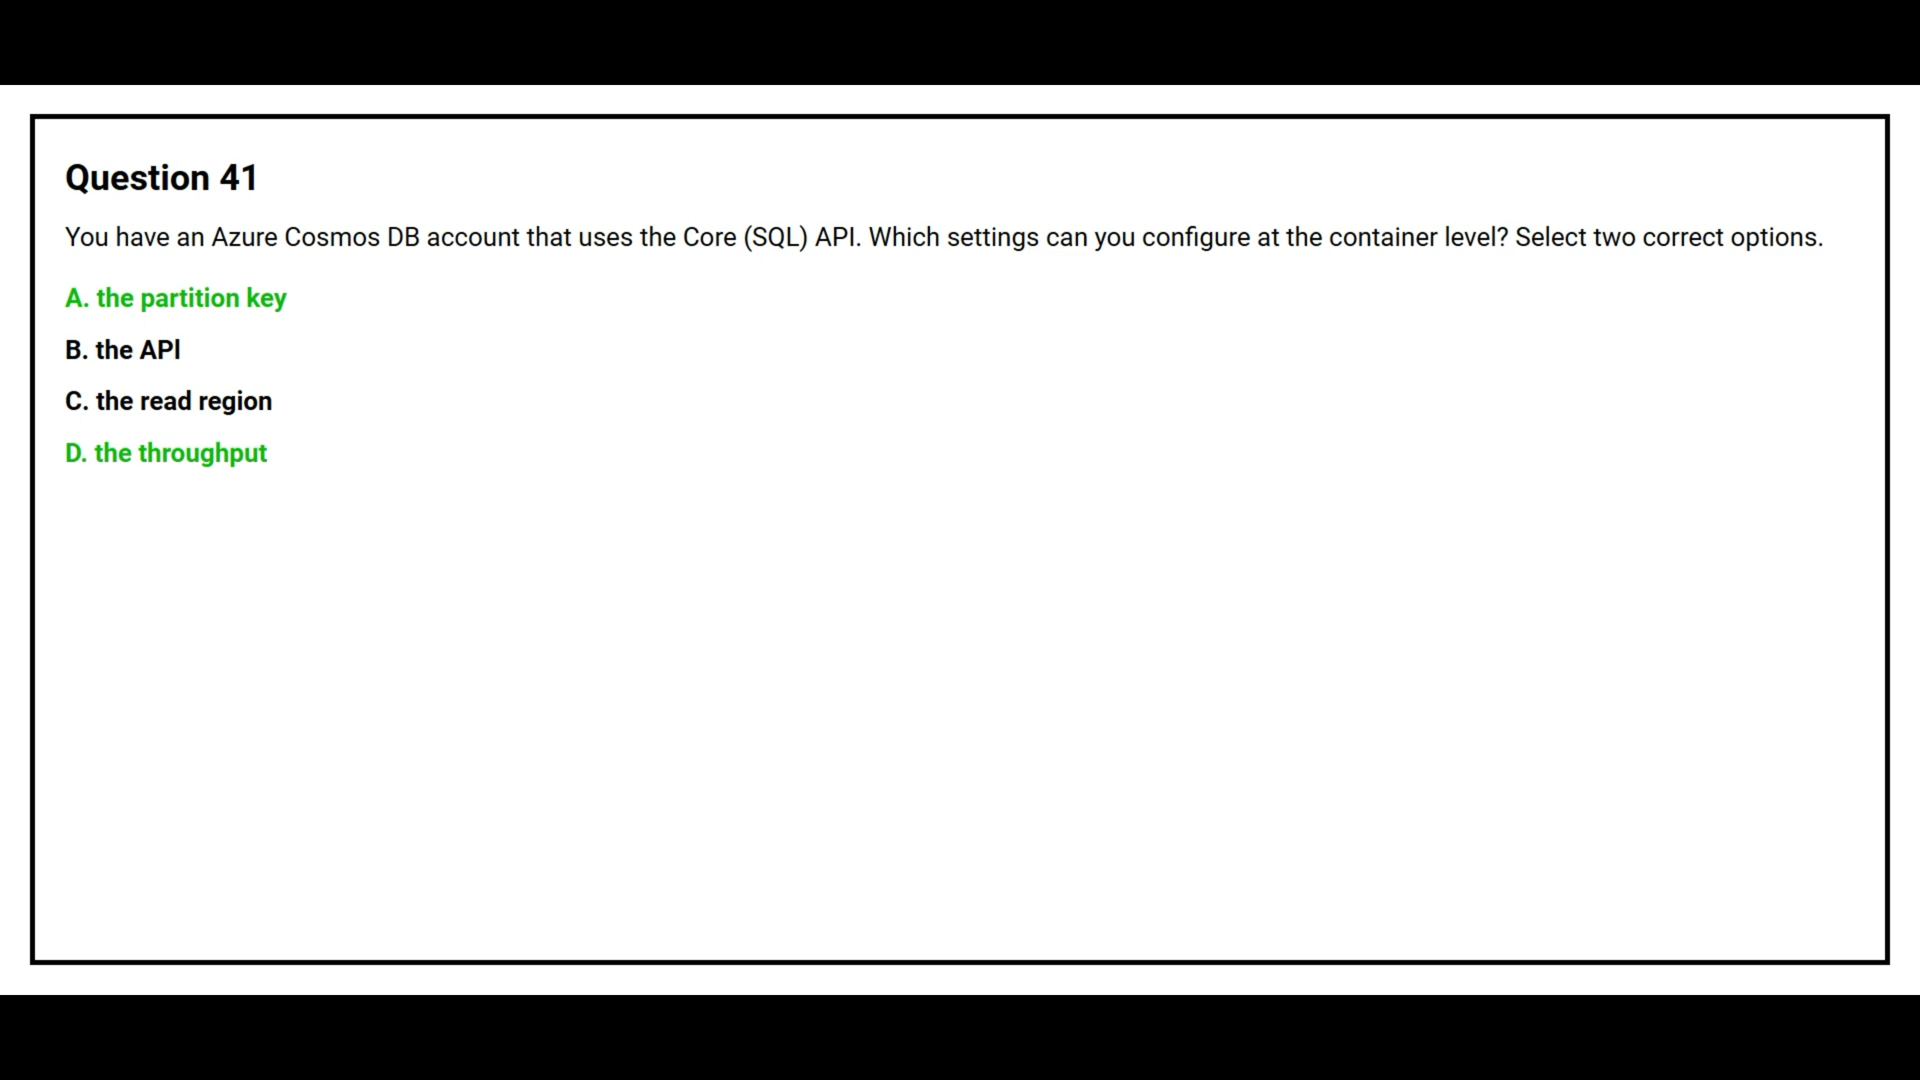 Question 41
You have an Azure Cosmos DB account that uses the Core (SQL) API. Which settings can you configure at the container level? Select two correct options.
A. the partition key
B. the APl
C. the read region
D. the throughput